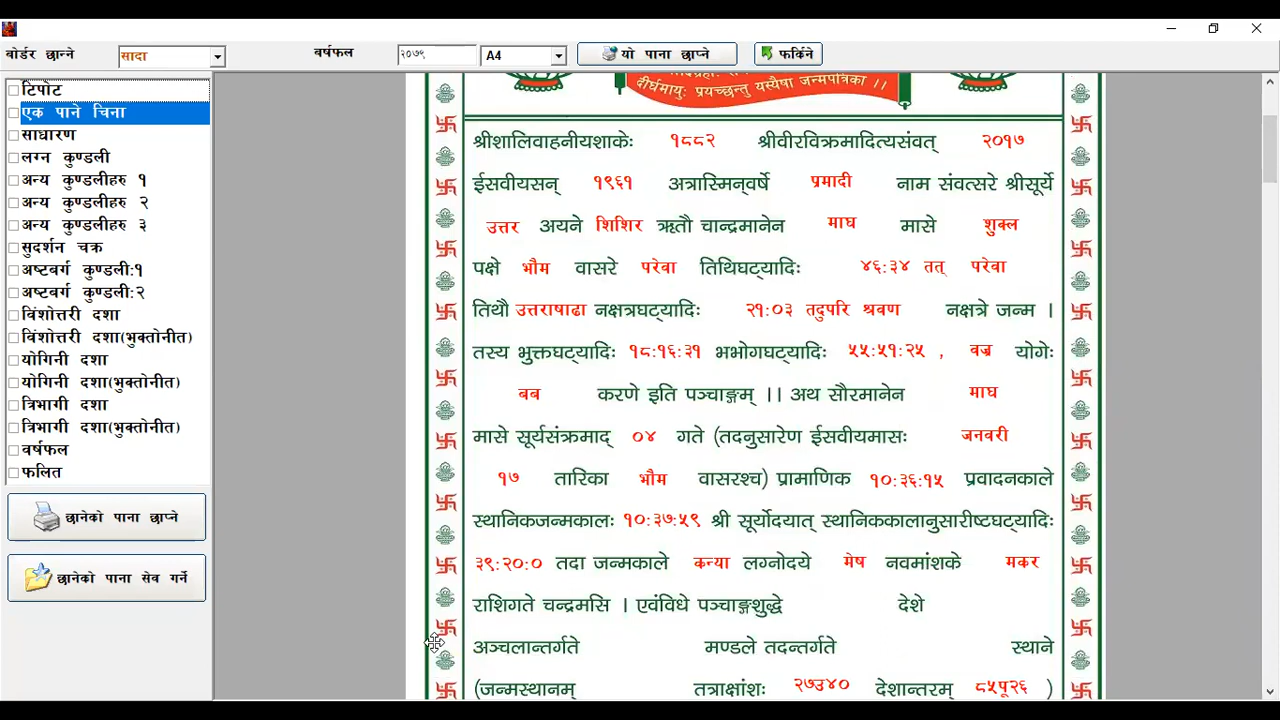 बोर्डर छान्ने सादा वर्षफल २०७९ A4 यो पाना छाप्ने फर्किने
टिपोट
एक पाने चिना
साधारण
लग्न कुण्डली
अन्य कुण्डलीहरु १
अन्य कुण्डलीहरु २
अन्य कुण्डलीहरु ३
सुदर्शन चक्र
अष्टबर्ग कुण्डली:१
अष्टबर्ग कुण्डली:२
विंशोत्तरी दशा
विंशोत्तरी दशा(भुक्तोनीत)
योगिनी दशा
योगिनी दशा(भुक्तोनीत)
त्रिभागी दशा
त्रिभागी दशा(भुक्तोनीत)
वर्षफल
फलित
छानेको पाना छाप्ने
छानेको पाना सेव गर्ने
दीर्घमायुः प्रयच्छन्तु यस्यैषा जन्मपत्रिका ।।
श्रीशालिवाहनीयशाकेः १८८२ श्रीवीरविक्रमादित्यसंवत् २०१७
ईसवीयसन् १९६१ अत्रास्मिन्वर्षे प्रमादी नाम संवत्सरे श्रीसूर्ये
उत्तर अयने शिशिर ऋतौ चान्द्रमानेन माघ मासे शुक्ल
पक्षे भौम वासरे परेवा तिथिघट्यादिः ४६:३४ तत् परेबा
तिथौ उत्तराषाढा नक्षत्रघट्यादिः २१:०३ तदुपरि श्रबण नक्षत्रे जन्म ।
तस्य भुक्तघट्यादिः १८:१६:३१ भभोगघट्यादिः ५५:५१:२५ , वज्र योगेः
बब करणे इति पञ्चाङ्गम् ।। अथ सौरमानेन माघ
मासे सूर्यसंक्रमाद् ०४ गते (तदनुसारेण ईसवीयमासः जनवरी
१७ तारिका भौम वासरश्च) प्रामाणिक १०:३६:१५ प्रवादनकाले
स्थानिकजन्मकालः १०:३७:५९ श्री सूर्योदयात् स्थानिककालानुसारीष्टघट्यादिः
३९:२०:० तदा जन्मकाले कन्या लग्नोदये मेष नवमांशके मकर
राशिगते चन्द्रमसि । एवंविधे पञ्चाङ्गशुद्धे देशे
अञ्चलान्तर्गते मण्डले तदन्तर्गते स्थाने
(जन्मस्थानम् तत्राक्षांशः २७उ४० देशान्तरम् ८५पू२६ )